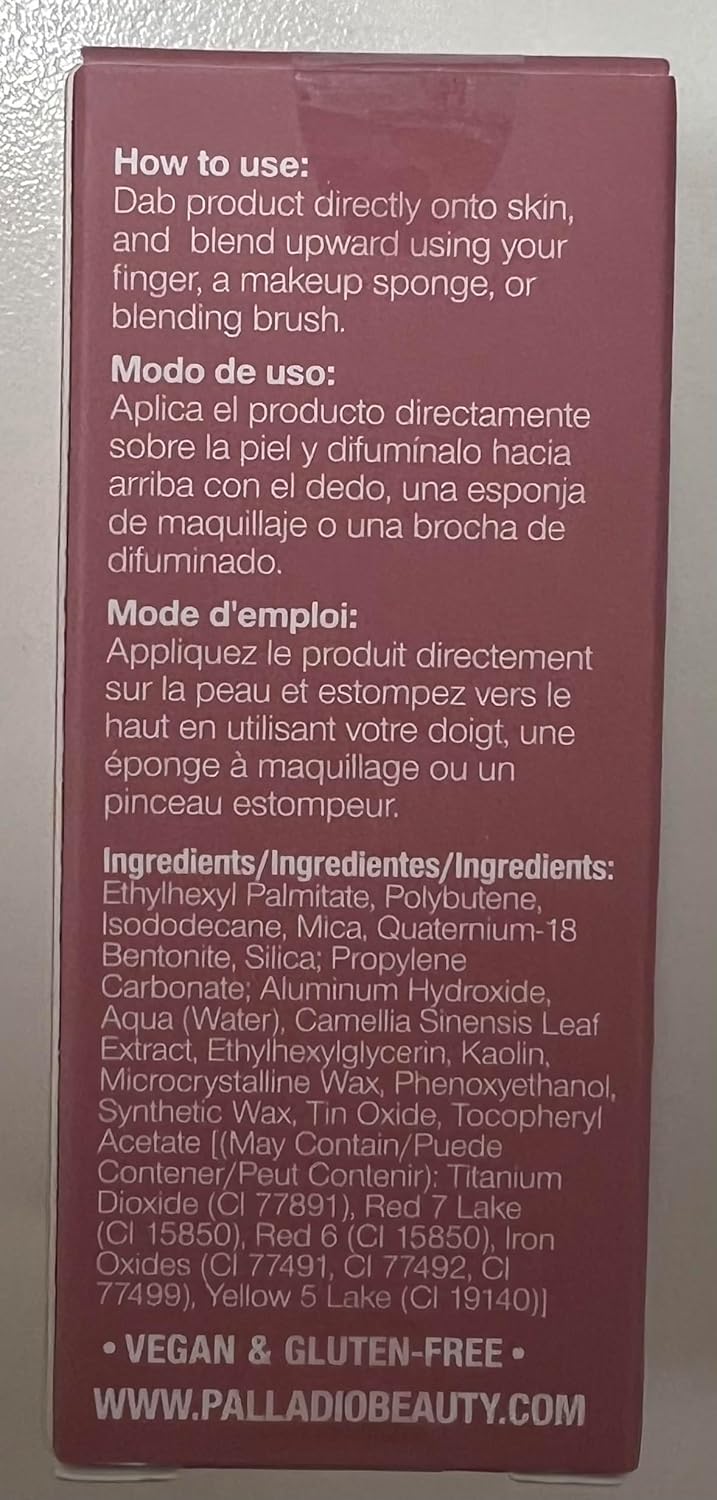 How to use:
Dab product directly onto skin,
and blend upward using your
finger, a makeup sponge, or
blending brush.
Modo de uso:
Aplica el producto directamente
sobre la piel y difumínalo hacia
arriba con el dedo, una esponja
de maquillaje o una brocha de
difuminado.
Mode d'emploi:
Appliquez le produit directement
sur la peau et estompez vers le
haut en utilisant votre doigt, une
éponge à maquillage ou un
pinceau estompeur.
Ingredients/Ingredientes/Ingredients:
Ethylhexyl Palmitate, Polybutene,
Isododecane, Mica, Quaternium-18
Bentonite, Silica; Propylene
Carbonate; Aluminum Hydroxide,
Aqua (Water), Camellia Sinensis Leaf
Extract, Ethylhexylglycerin, Kaolin,
Microcrystalline Wax, Phenoxyethanol,
Synthetic Wax, Tin Oxide, Tocopheryl
Acetate [(May Contain/Puede
Contener/Peut Contenir): Titanium
Dioxide (CI 77891), Red 7 Lake
(CI 15850), Red 6 (CI 15850), Iron
Oxides (CI 77491, CI 77492, CI
77499), Yellow 5 Lake (CI 19140)]
• VEGAN & GLUTEN-FREE •
WWW.PALLADIOBEAUTY.COM